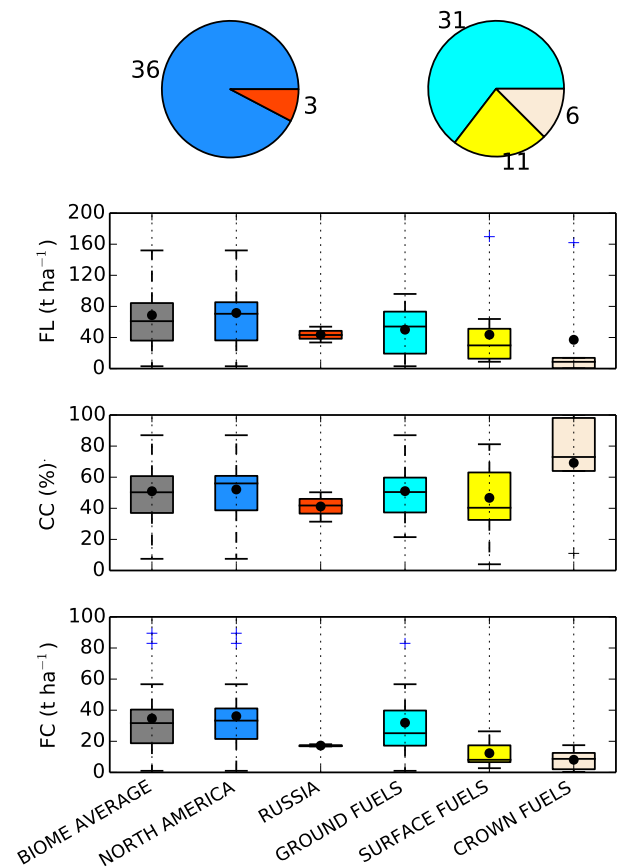 36
3
31
11
6
FL (t ha⁻¹)
200
160
120
80
40
0
CC (%)
100
80
60
40
20
0
FC (t ha⁻¹)
100
80
60
40
20
0
BIOME AVERAGE
NORTH AMERICA
RUSSIA
GROUND FUELS
SURFACE FUELS
CROWN FUELS